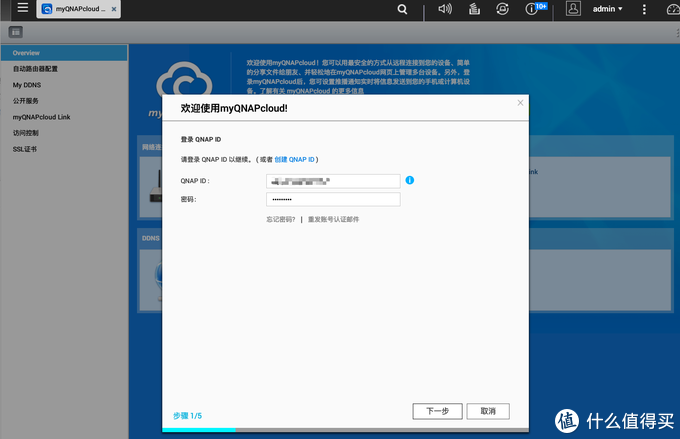 myQNAPcloud ...
10+
admin
Overview
自动路由器配置
My DDNS
公开服务
myQNAPcloud Link
访问控制
SSL证书
欢迎使用myQNAPcloud! 您可以用最安全的方式从远程连接到您的设备、简单
的分享文件给朋友、并轻松地在myQNAPcloud网页上管理多台设备。另外，登
录myQNAPcloud后，您可设置推播通知实时将信息发送到您的手机或计算机设
备。了解有关 myQNAPcloud 的更多信息
my
网络连
nk
DDNS
欢迎使用myQNAPcloud!
登录 QNAP ID
请登录 QNAP ID 以继续。 ( 或者 创建 QNAP ID )
QNAP ID :
密码:
忘记密码? | 重发账号认证邮件
步骤 1/5
下一步
取消
值 什么值得买